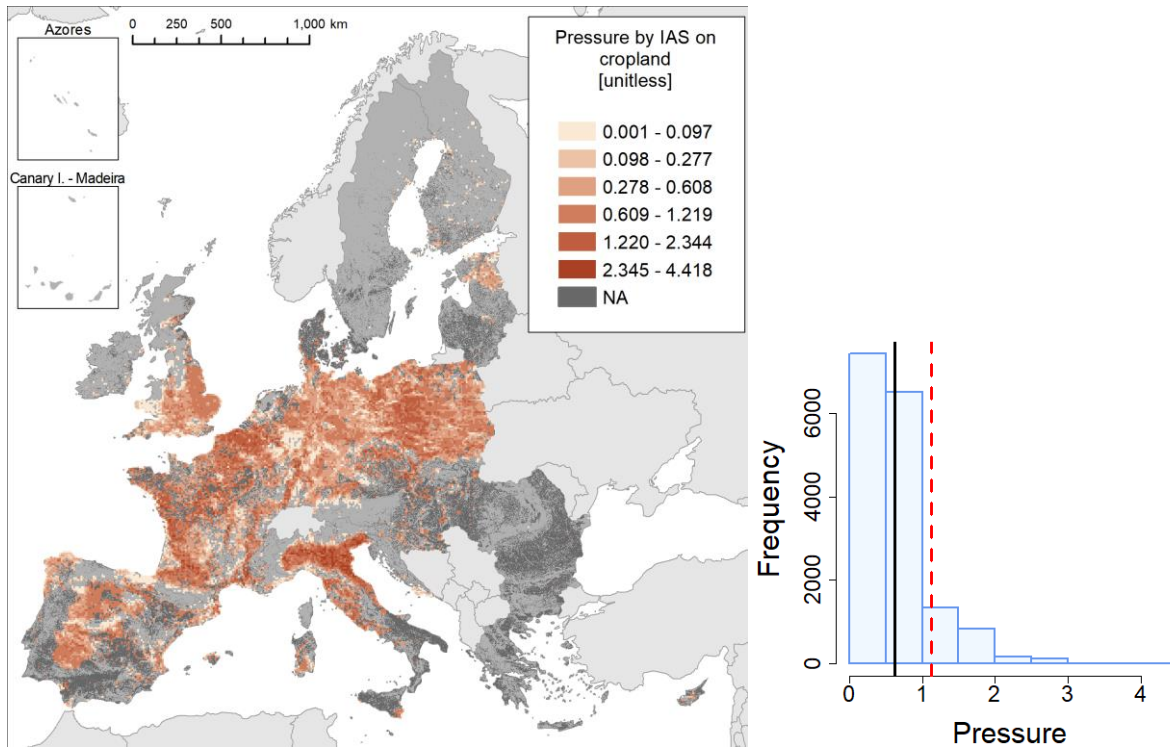 Azores
0 250 500 1,000 km
Canary I. - Madeira
Pressure by IAS on
cropland
[unitless]
0.001 - 0.097
0.098 - 0.277
0.278 - 0.608
0.609 - 1.219
1.220 - 2.344
2.345 - 4.418
NA
Frequency
6000
4000
2000
0
0 1 2 3 4
Pressure